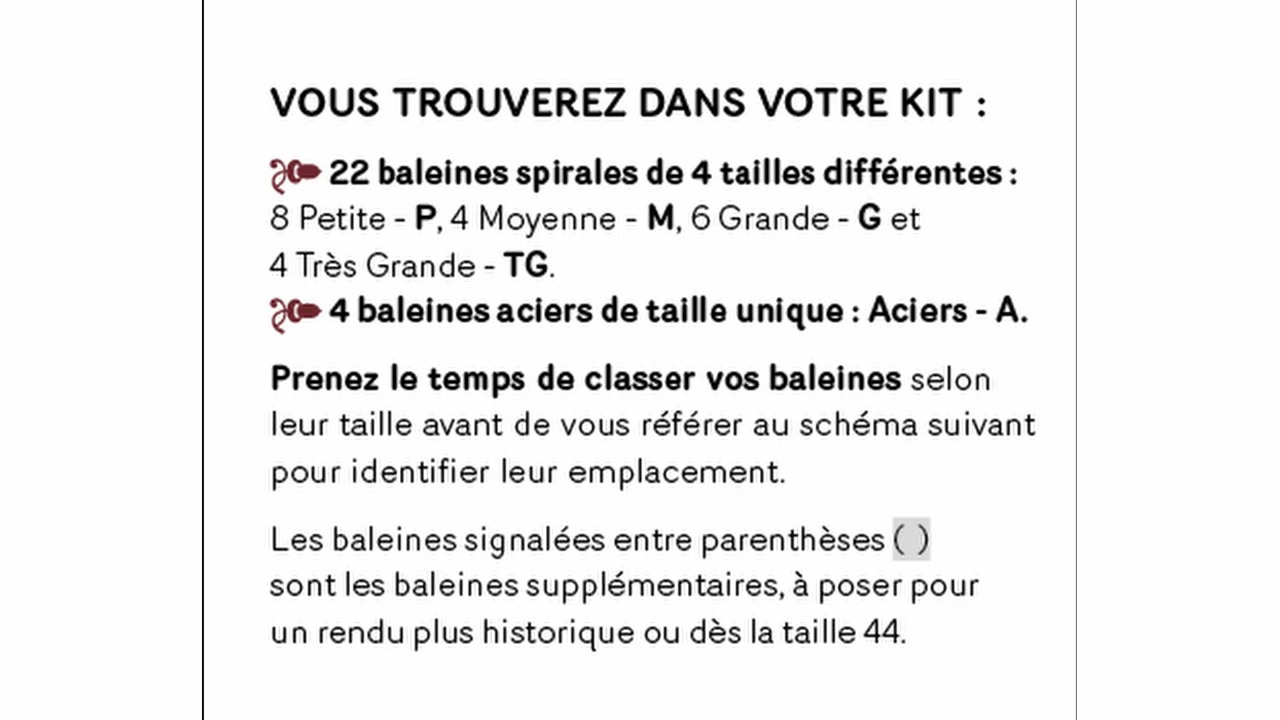 VOUS TROUVEREZ DANS VOTRE KIT :
22 baleines spirales de 4 tailles différentes :
8 Petite - P, 4 Moyenne - M, 6 Grande - G et
4 Très Grande - TG.
4 baleines aciers de taille unique : Aciers - A.
Prenez le temps de classer vos baleines selon
leur taille avant de vous référer au schéma suivant
pour identifier leur emplacement.
Les baleines signalées entre parenthèses ( )
sont les baleines supplémentaires, à poser pour
un rendu plus historique ou dès la taille 44.